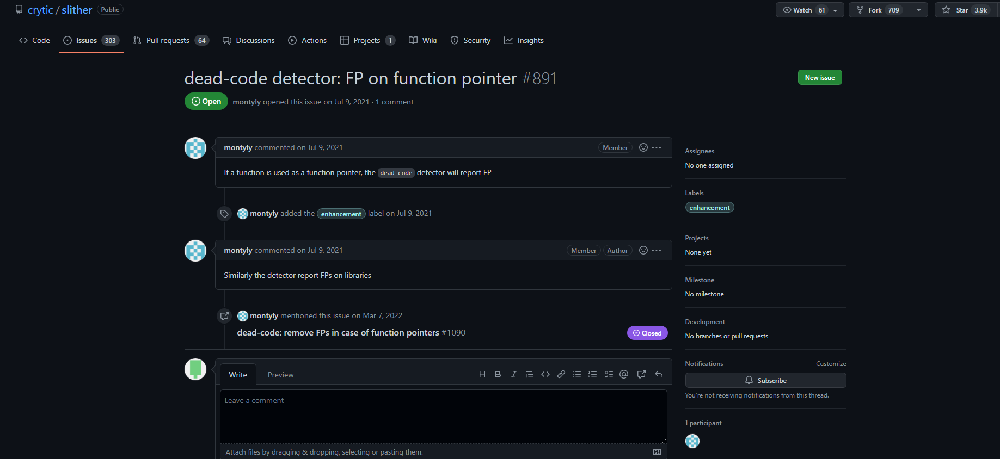 crytic / slither Public
Watch 61
Fork 709
Star 3.9k
Code
Issues 303
Pull requests 64
Discussions
Actions
Projects 1
Wiki
Security
Insights
dead-code detector: FP on function pointer #891
New issue
Open
montyly opened this issue on Jul 9, 2021 · 1 comment
montyly commented on Jul 9, 2021
Member
If a function is used as a function pointer, the dead-code detector will report FP
montyly added the enhancement label on Jul 9, 2021
montyly commented on Jul 9, 2021
Member Author
Similarly the detector report FPs on libraries
montyly mentioned this issue on Mar 7, 2022
dead-code: remove FPs in case of function pointers #1090
Closed
Write
Preview
Leave a comment
Attach files by dragging & dropping, selecting or pasting them.
Assignees
No one assigned
Labels
enhancement
Projects
None yet
Milestone
No milestone
Development
No branches or pull requests
Notifications
Customize
Subscribe
You're not receiving notifications from this thread.
1 participant